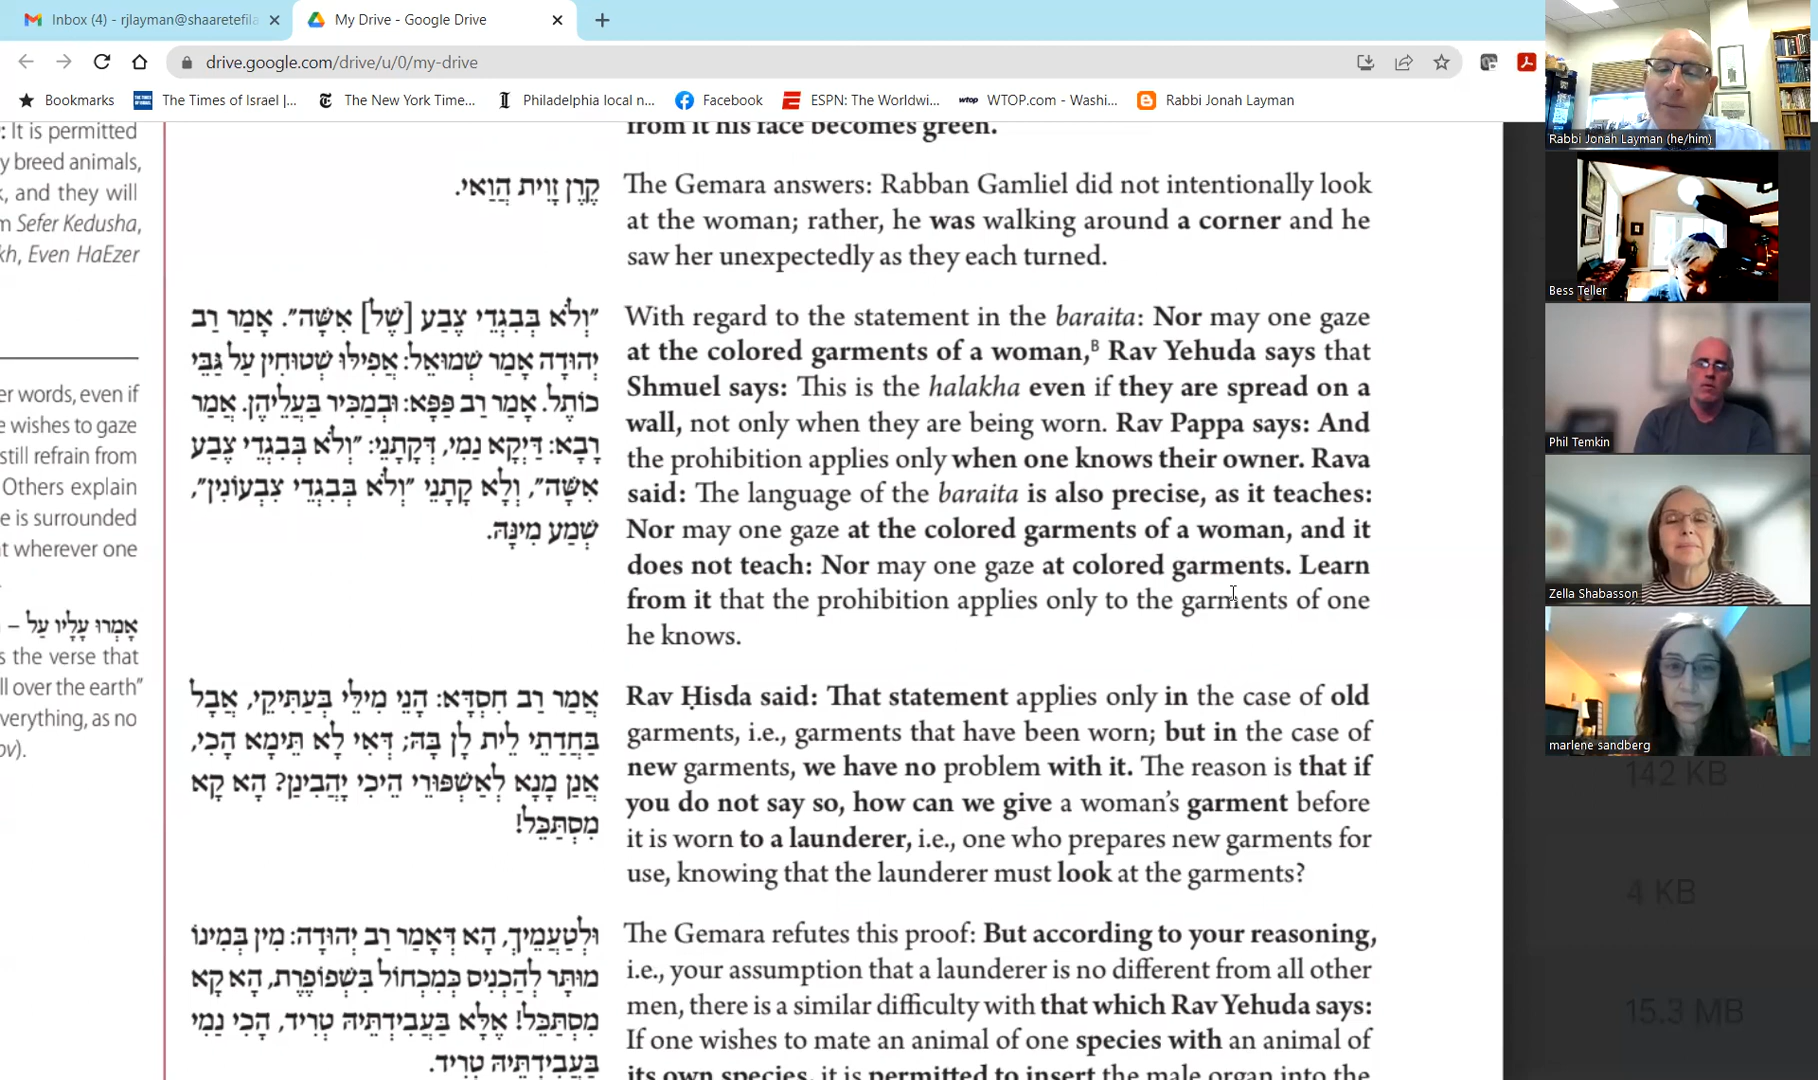 Inbox (4) - rjlayman@shaaretefila
My Drive - Google Drive
drive.google.com/drive/u/0/my-drive
Bookmarks
The Times of Israel |...
The New York Time...
Philadelphia local n...
Facebook
ESPN: The Worldwi...
WTOP.com - Washi...
Rabbi Jonah Layman
: It is permitted
y breed animals,
k, and they will
m Sefer Kedusha,
kh, Even HaEzer
er words, even if
e wishes to gaze
still refrain from
Others explain
e is surrounded
t wherever one
אָמְרוּ עָלָיו עַל –
s the verse that
ll over the earth”
verything, as no
ov).
קֶרֶן זָוִית הֲוַאי.
״וְלֹא בְּבִגְדֵי צֶבַע [שֶׁל] אִשָּׁה״. אָמַר רַב
יְהוּדָה אָמַר שְׁמוּאֵל: אֲפִילּוּ שְׁטוּחִין עַל גַּבֵּי
כּוֹתֶל. אָמַר רַב פָּפָּא: וּבְמַכִּיר בַּעֲלֵיהֶן. אֲמַר
רָבָא: דַּיְקָא נַמִי, דְּקָתָנֵי: ״וְלֹא בְּבִגְדֵי צֶבַע
אִשָּׁה״, וְלָא קָתָנֵי ״וְלֹא בְּבִגְדֵי צִבְעוֹנִין״,
שְׁמַע מִינַּהּ.
אֲמַר רַב חִסְדָּא: הָנֵי מִילֵּי בְּעַתִּיקֵי, אֲבָל
בַּחֲדַתֵי לֵית לַן בָּהּ; דְּאִי לָא תֵּימָא הָכִי,
אֲנַן מָנָא לְאַשְׁפּוּרֵי הֵיכִי יָהֲבִינַן? הָא קָא
מִסְתַּכֵּל!
וּלְטַעְמֵיךְ, הָא דְּאָמַר רַב יְהוּדָה: מִין בְּמִינוֹ
מוּתָּר לְהַכְנִיס כְּמִכְחוֹל בִּשְׁפוֹפֶרֶת, הָא קָא
מִסְתַּכֵּל! אֶלָּא בַּעֲבִידְתֵּיהּ טְרִיד, הָכִי נַמִי
בַּעֲבִידְתֵּיהּ טְרִיד.
from it his face becomes green.
The Gemara answers: Rabban Gamliel did not intentionally look
at the woman; rather, he was walking around a corner and he
saw her unexpectedly as they each turned.
With regard to the statement in the baraita: Nor may one gaze
at the colored garments of a woman,B Rav Yehuda says that
Shmuel says: This is the halakha even if they are spread on a
wall, not only when they are being worn. Rav Pappa says: And
the prohibition applies only when one knows their owner. Rava
said: The language of the baraita is also precise, as it teaches:
Nor may one gaze at the colored garments of a woman, and it
does not teach: Nor may one gaze at colored garments. Learn
from it that the prohibition applies only to the garments of one
he knows.
Rav Ḥisda said: That statement applies only in the case of old
garments, i.e., garments that have been worn; but in the case of
new garments, we have no problem with it. The reason is that if
you do not say so, how can we give a woman’s garment before
it is worn to a launderer, i.e., one who prepares new garments for
use, knowing that the launderer must look at the garments?
The Gemara refutes this proof: But according to your reasoning,
i.e., your assumption that a launderer is no different from all other
men, there is a similar difficulty with that which Rav Yehuda says:
If one wishes to mate an animal of one species with an animal of
its own species, it is permitted to insert the male organ into the
Rabbi Jonah Layman (he/him)
Bess Teller
Phil Temkin
Zella Shabasson
marlene sandberg
142 KB
4 KB
15.3 MB